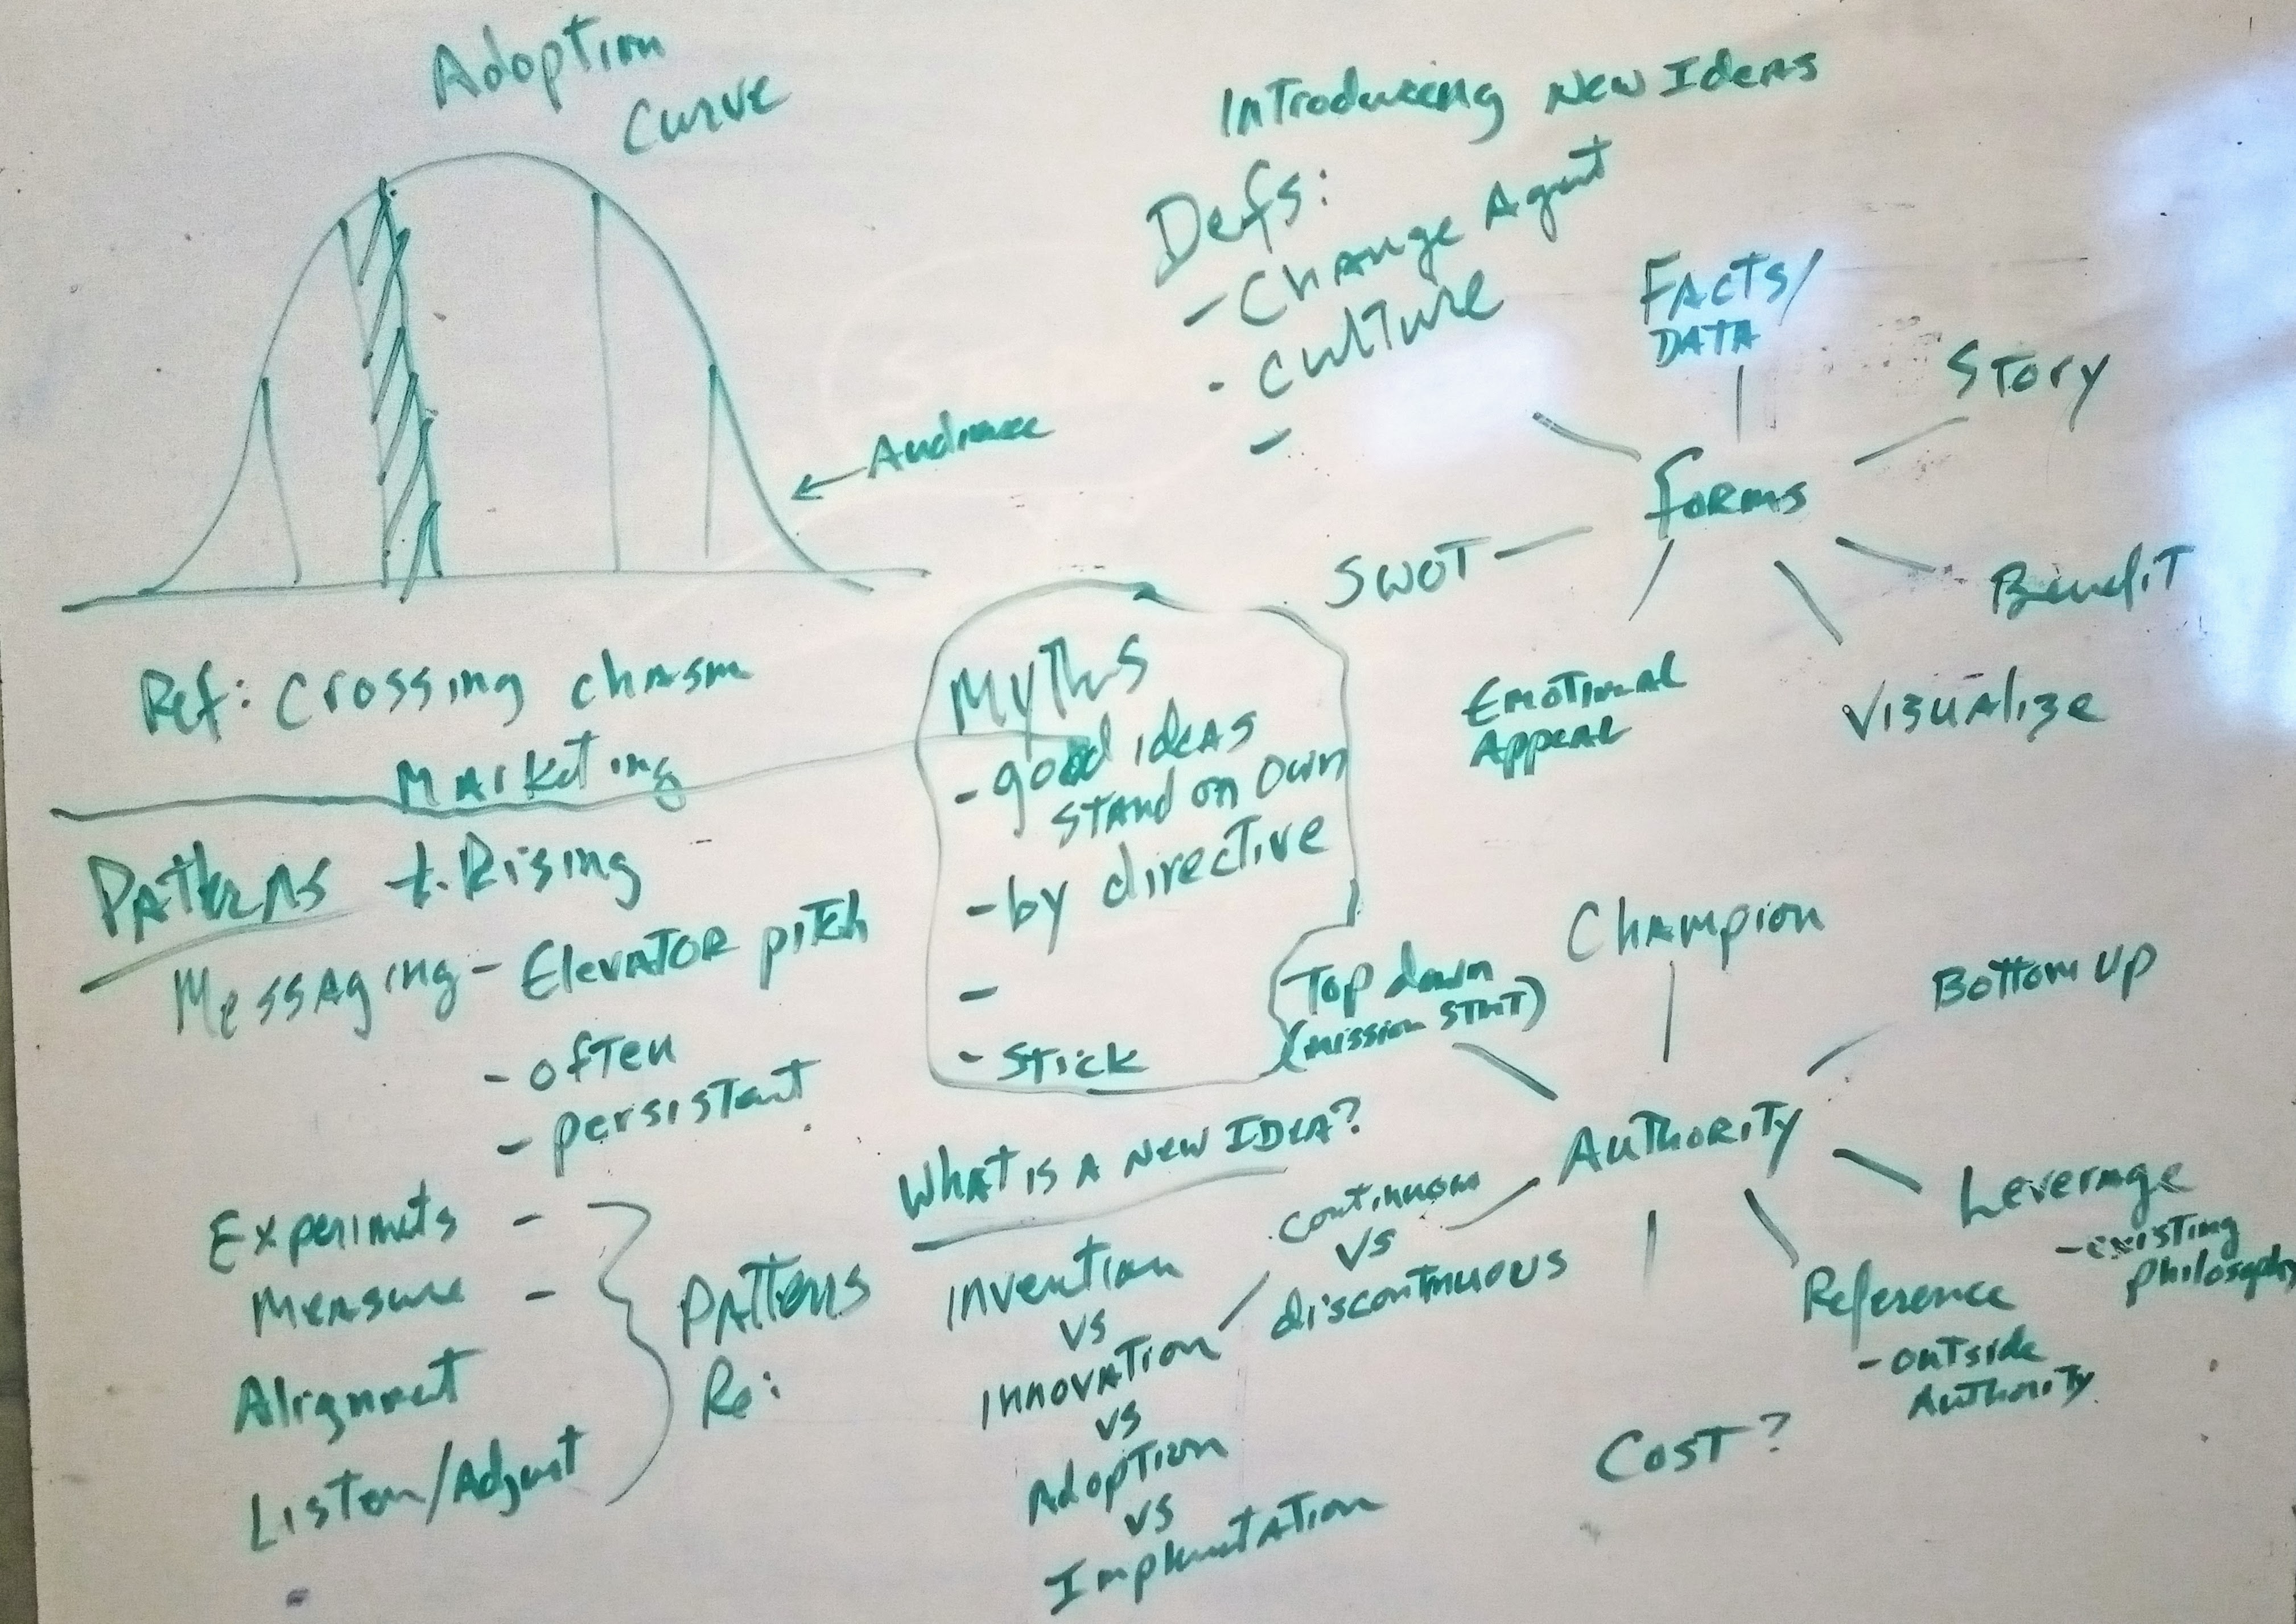 Adoption
Curve
← Audience
Ref: Crossing chasm
Marketing
Patterns t. Rising
Messaging - Elevator pitch
- often
- persistant
Experimets -
Measure -
Alignment
Listen/Adjust
Patterns
Re:
Myths
- good ideas
stand on own
- by directive
-
- Stick
What is a new Idea?
Invention
vs
Innovation
vs
Adoption
vs
Implementation
continuous
vs
discontinuous
Introducing New Ideas
Defs:
- Change Agent
- culture
-
Forms
Facts/
Data
Story
Benefit
Visualize
Emotional
Appeal
SWOT
Authority
Top down
(mission stmt)
Champion
Bottom up
Leverage
- existing
philosophy
Reference
- outside
Authority
Cost?